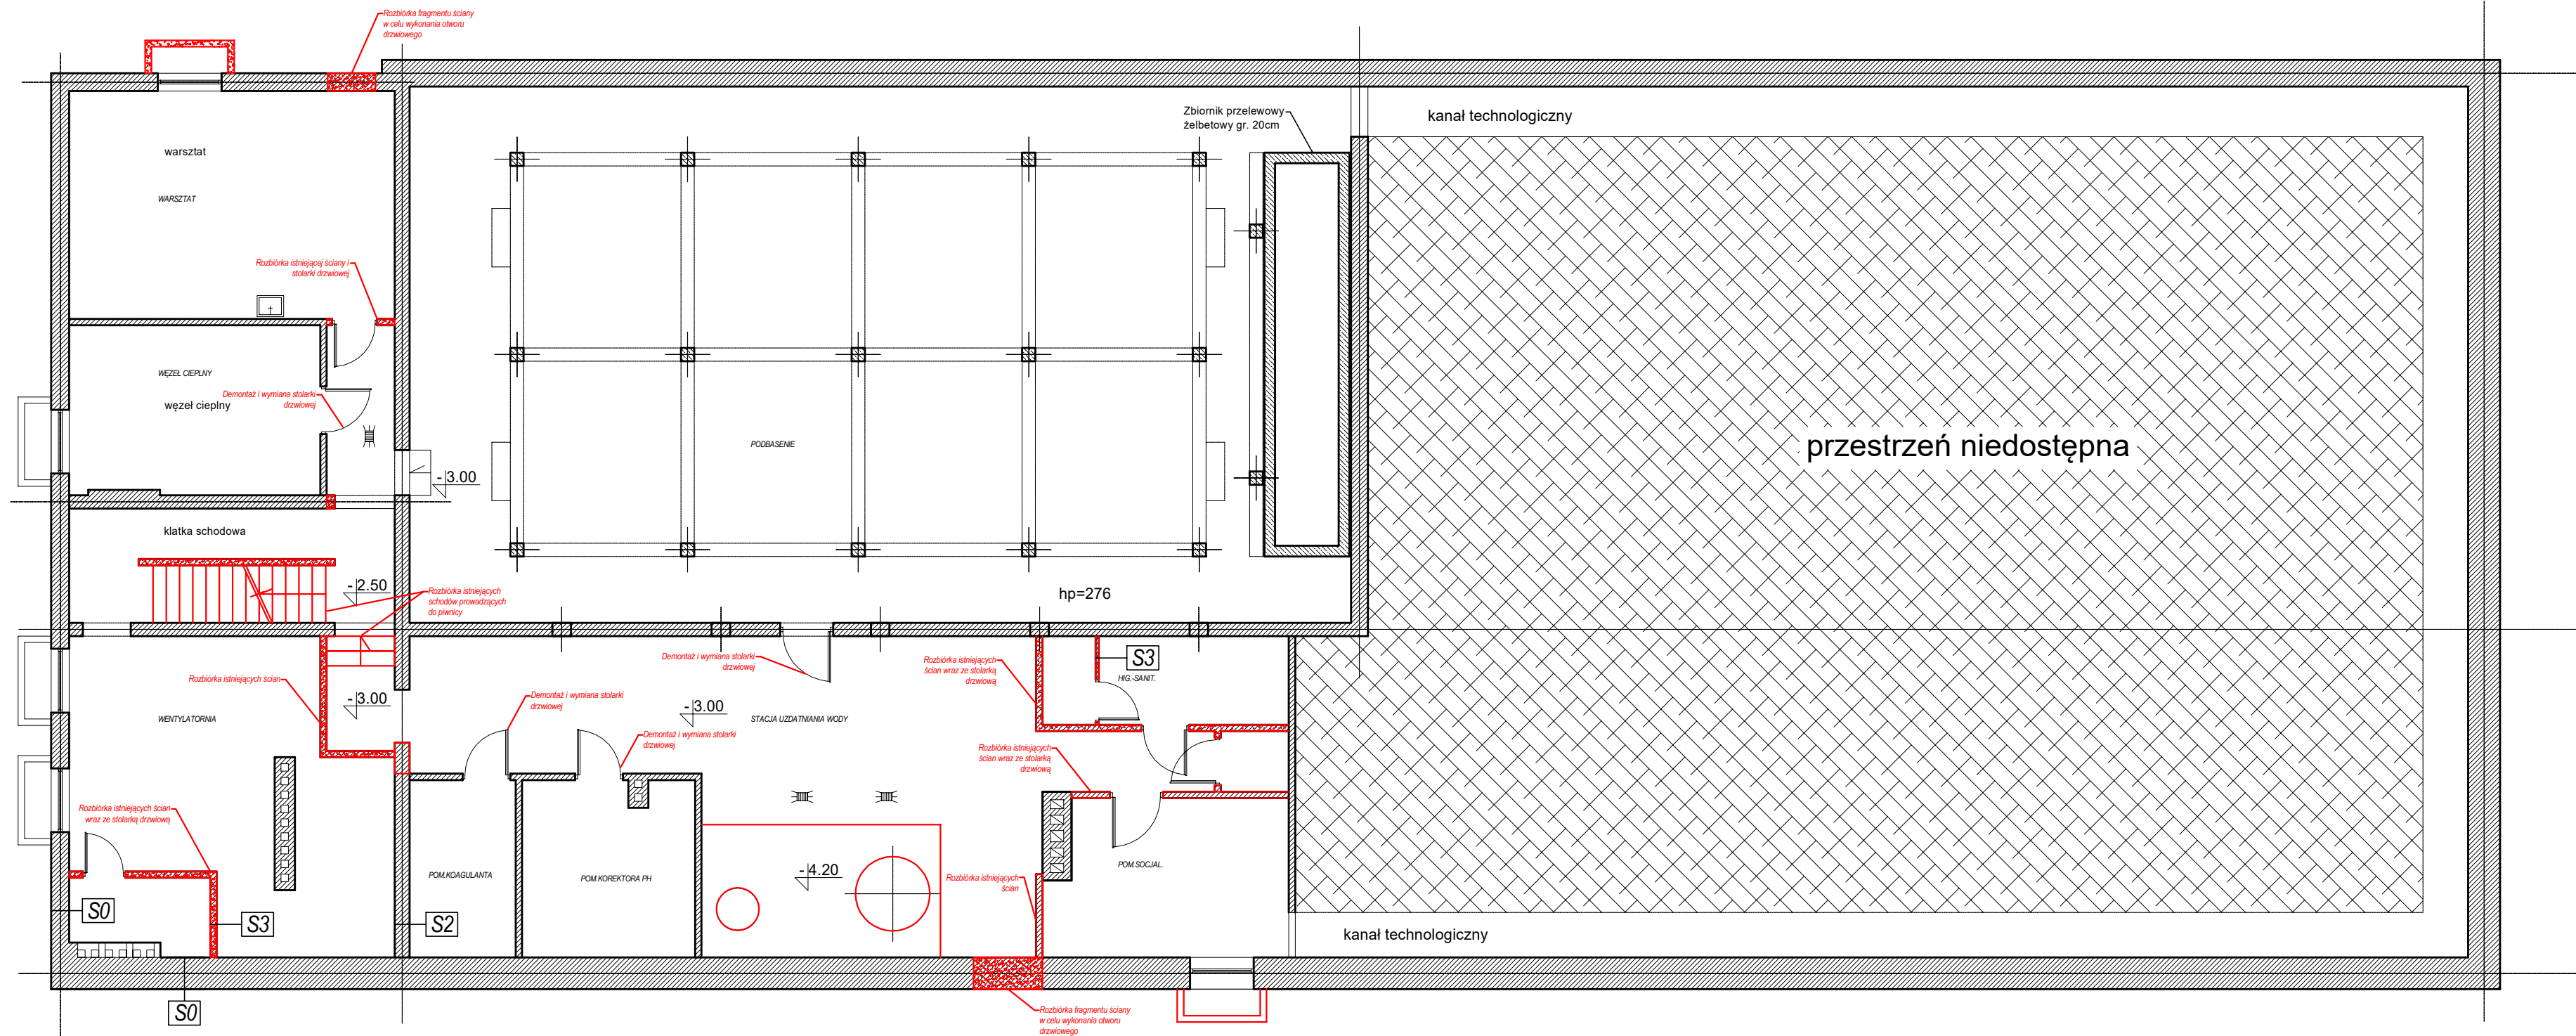 Rozbiórka fragmentu ściany
w celu wykonania otworu
drzwiowego
Zbiornik przelewowy
żelbetowy gr. 20cm
kanał technologiczny
warsztat
WARSZTAT
Rozbiórka istniejącej ściany i
stolarki drzwiowej
WĘZEŁ CIEPLNY
Demontaż i wymiana stolarki
drzwiowej
węzeł cieplny
PODBASENIE
przestrzeń niedostępna
-3.00
klatka schodowa
-2.50
Rozbiórka istniejących
schodów prowadzących
do piwnicy
hp=276
Demontaż i wymiana stolarki
drzwiowej
Rozbiórka istniejących
ścian wraz ze stolarką
drzwiową
S3
HIG.-SANIT.
Rozbiórka istniejących ścian
-3.00
Demontaż i wymiana stolarki
drzwiowej
-3.00
WENTYLATORNIA
STACJA UZDATNIANIA WODY
Demontaż i wymiana stolarki
drzwiowej
Rozbiórka istniejących
ścian wraz ze stolarką
drzwiową
Rozbiórka istniejących ścian
wraz ze stolarką drzwiową
POM.KOAGULANTA
POM.KOREKTORA PH
-4.20
Rozbiórka istniejących
ścian
POM.SOCJAL.
S0
S3
S2
kanał technologiczny
S0
Rozbiórka fragmentu ściany
w celu wykonania otworu
drzwiowego